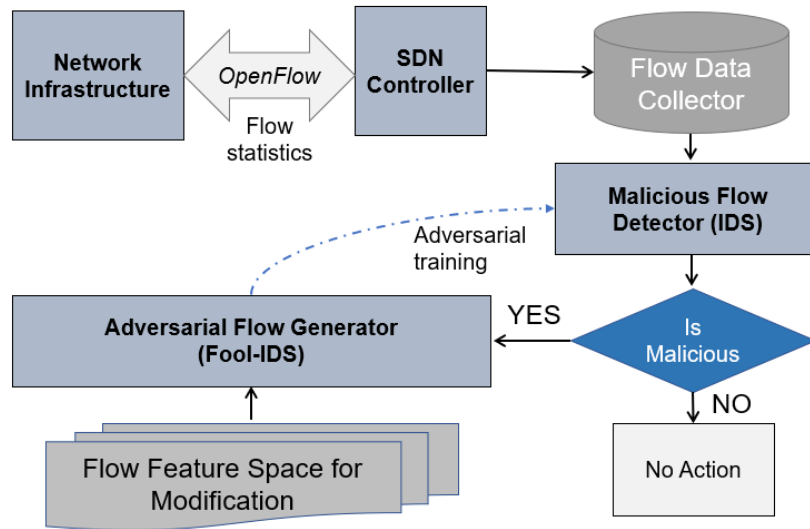 Network
Infrastructure
OpenFlow
Flow
statistics
SDN
Controller
Flow Data
Collector
Malicious Flow
Detector (IDS)
Adversarial
training
Adversarial Flow Generator
(Fool-IDS)
YES
Is
Malicious
NO
No Action
Flow Feature Space for
Modification